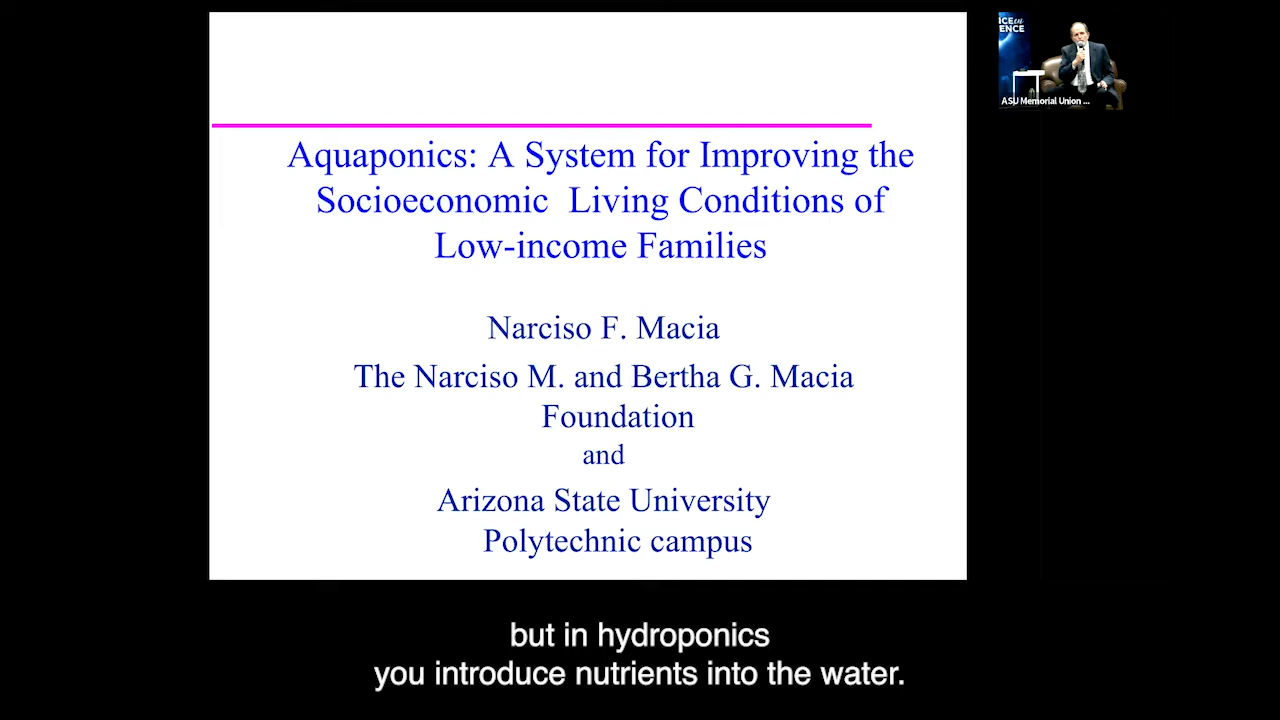 Aquaponics: A System for Improving the
Socioeconomic Living Conditions of
Low-income Families
Narciso F. Macia
The Narciso M. and Bertha G. Macia
Foundation
and
Arizona State University
Polytechnic campus
ASU Memorial Union ...
but in hydroponics
you introduce nutrients into the water.